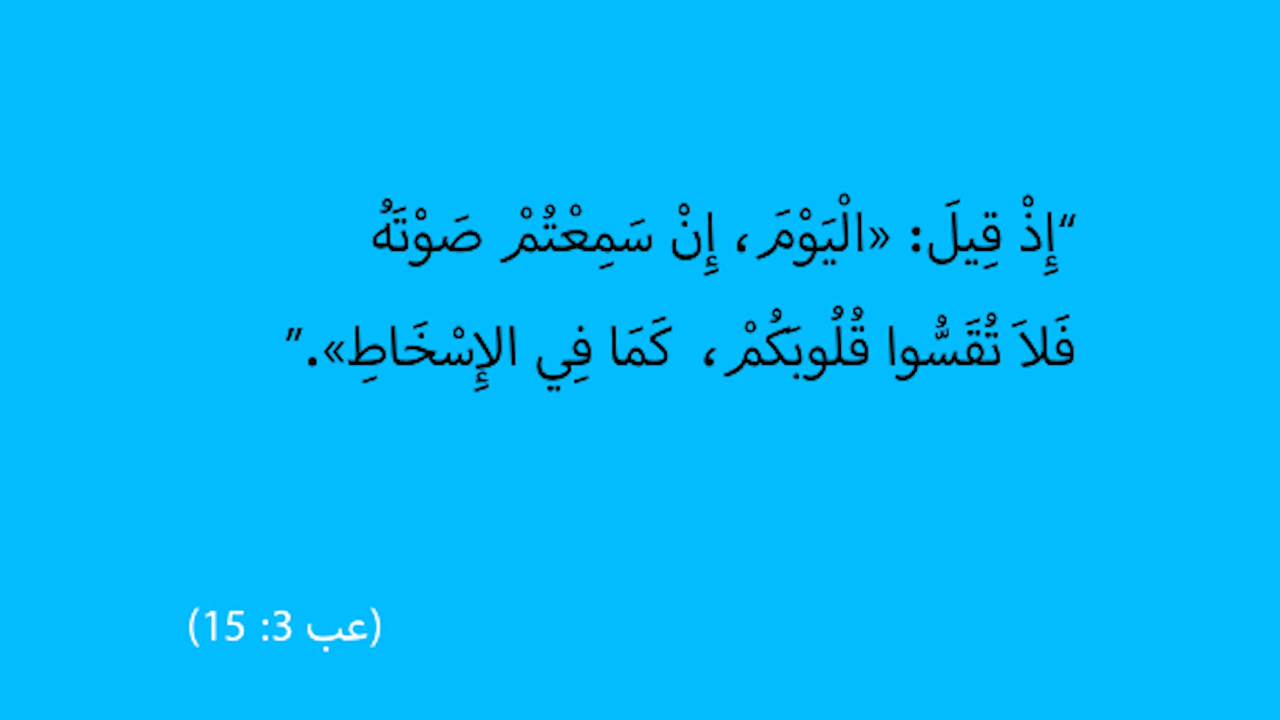 “إِذْ قِيلَ: «الْيَوْمَ، إِنْ سَمِعْتُمْ صَوْتَهُ
فَلاَ تُقَسُّوا قُلُوبَكُمْ، كَمَا فِي الإِسْخَاطِ».”
(عب 3: 15)